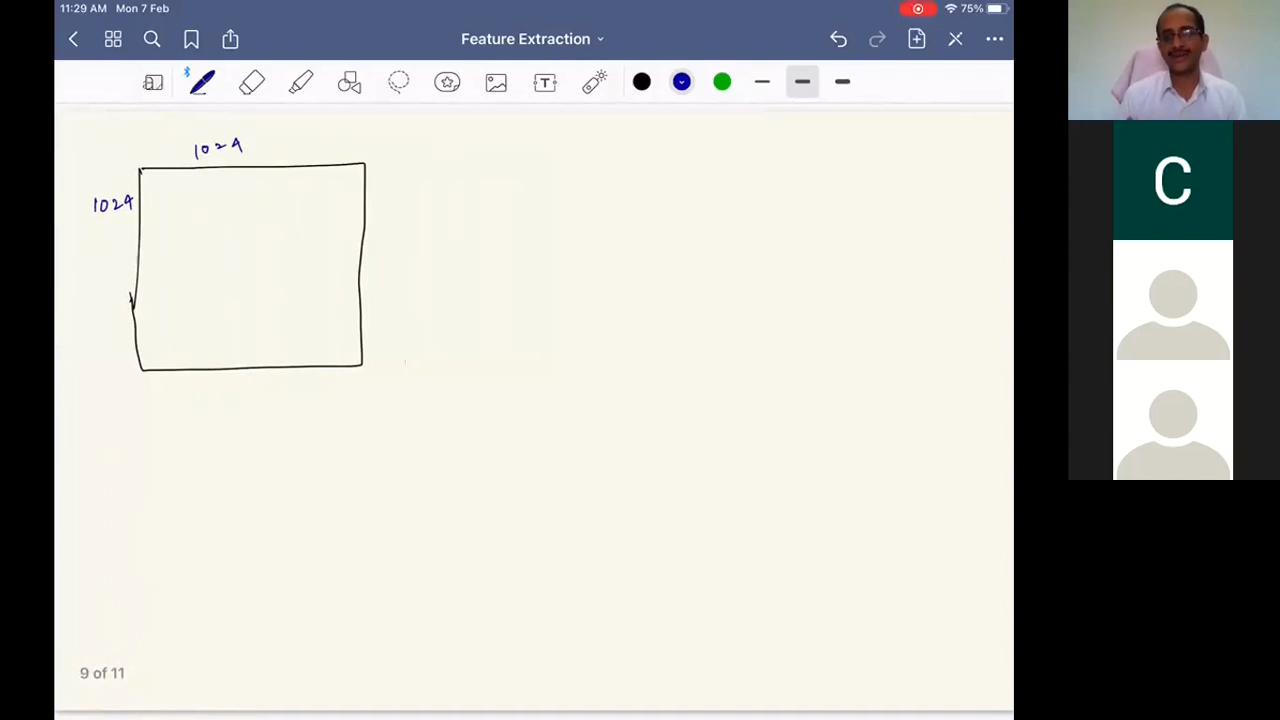 11:29 AM Mon 7 Feb
75%
Feature Extraction
T
1024
1024
C
9 of 11